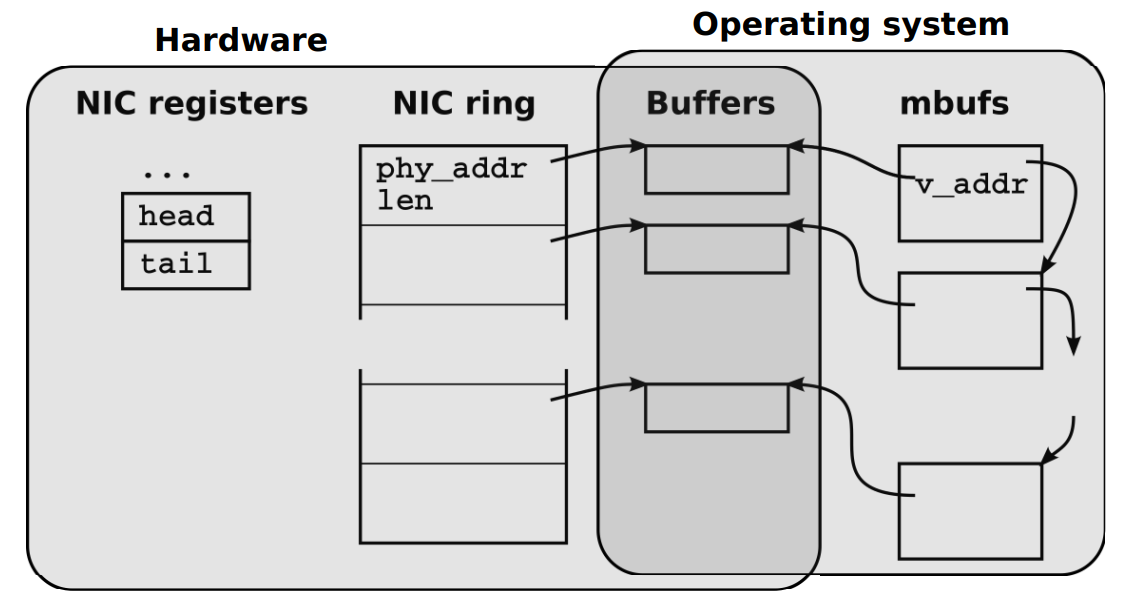 Hardware
Operating system
NIC registers
NIC ring
Buffers
mbufs
...
head
tail
phy_addr
len
v_addr